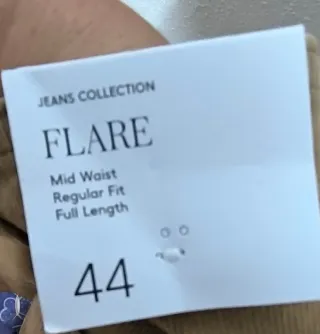 JEANS COLLECTION
FLARE
Mid Waist
Regular Fit
Full Length
44